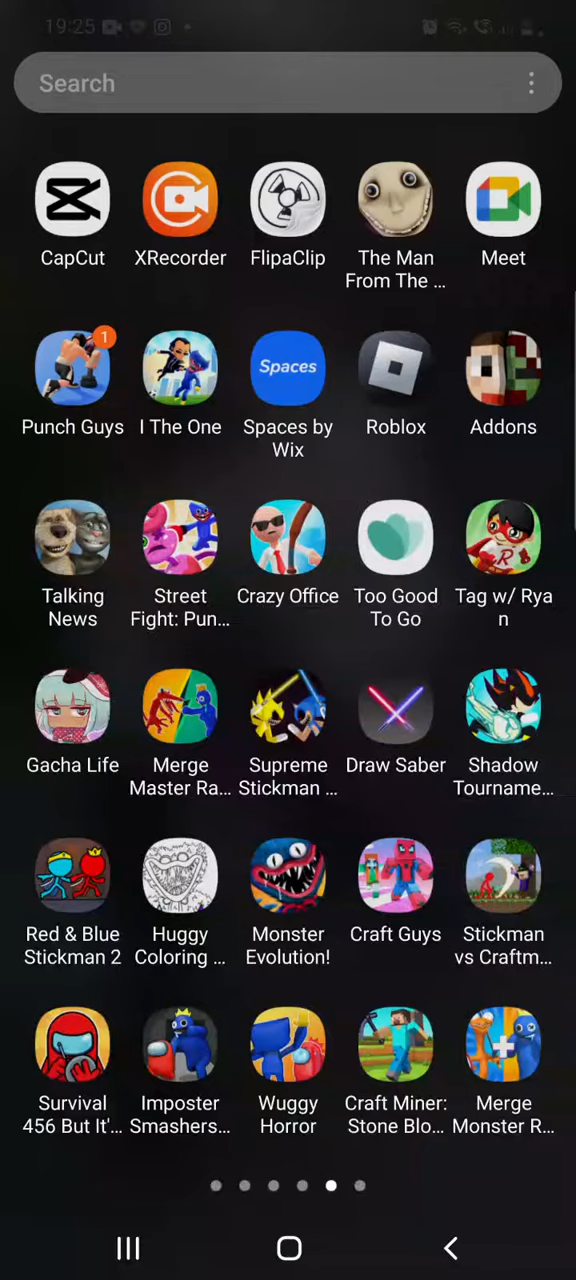 19:25
Search
CapCut
XRecorder
FlipaClip
The Man
From The ...
Meet
1
Punch Guys
I The One
Spaces
Spaces by
Wix
Roblox
Addons
Talking
News
Street
Fight: Pun...
Crazy Office
Too Good
To Go
R
Tag w/ Rya
n
Gacha Life
Merge
Master Ra...
Supreme
Stickman ...
Draw Saber
Shadow
Tourname...
Red & Blue
Stickman 2
Huggy
Coloring ...
Monster
Evolution!
Craft Guys
Stickman
vs Craftm...
Survival
456 But It'...
Imposter
Smashers...
Wuggy
Horror
Craft Miner:
Stone Blo...
Merge
Monster R...